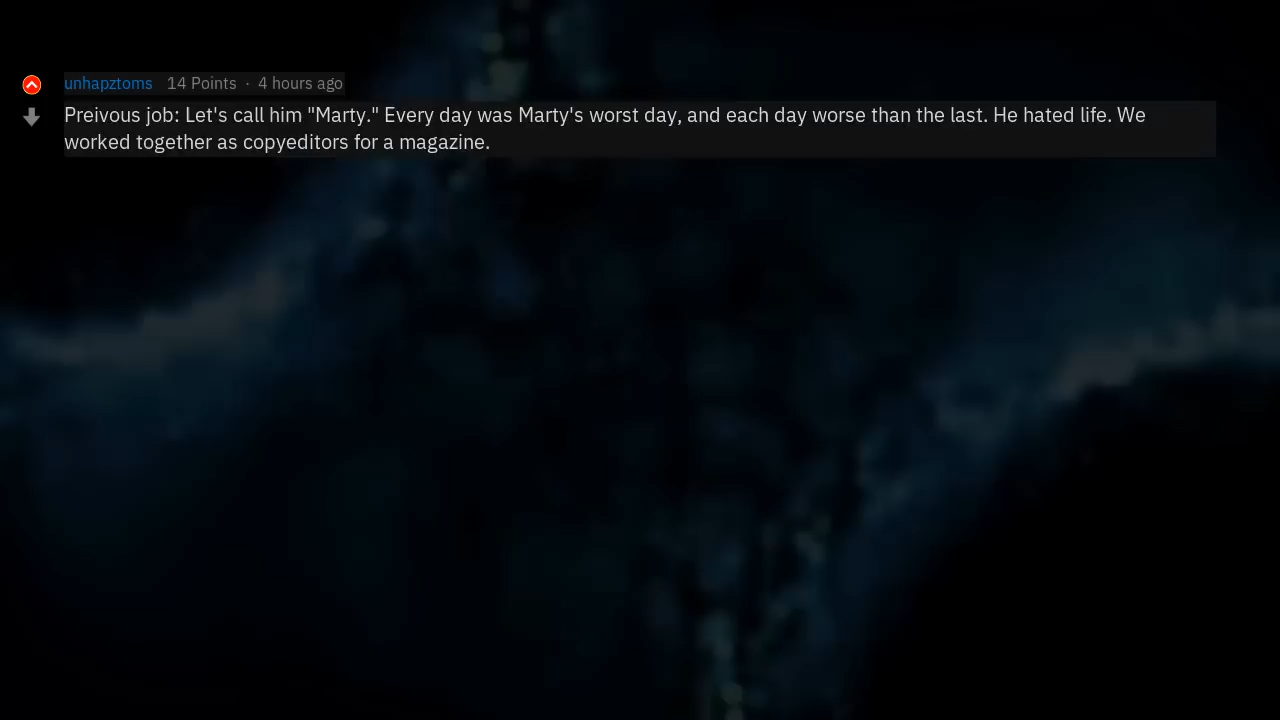 unhapztoms 14 Points · 4 hours ago
Preivous job: Let's call him "Marty." Every day was Marty's worst day, and each day worse than the last. He hated life. We
worked together as copyeditors for a magazine.